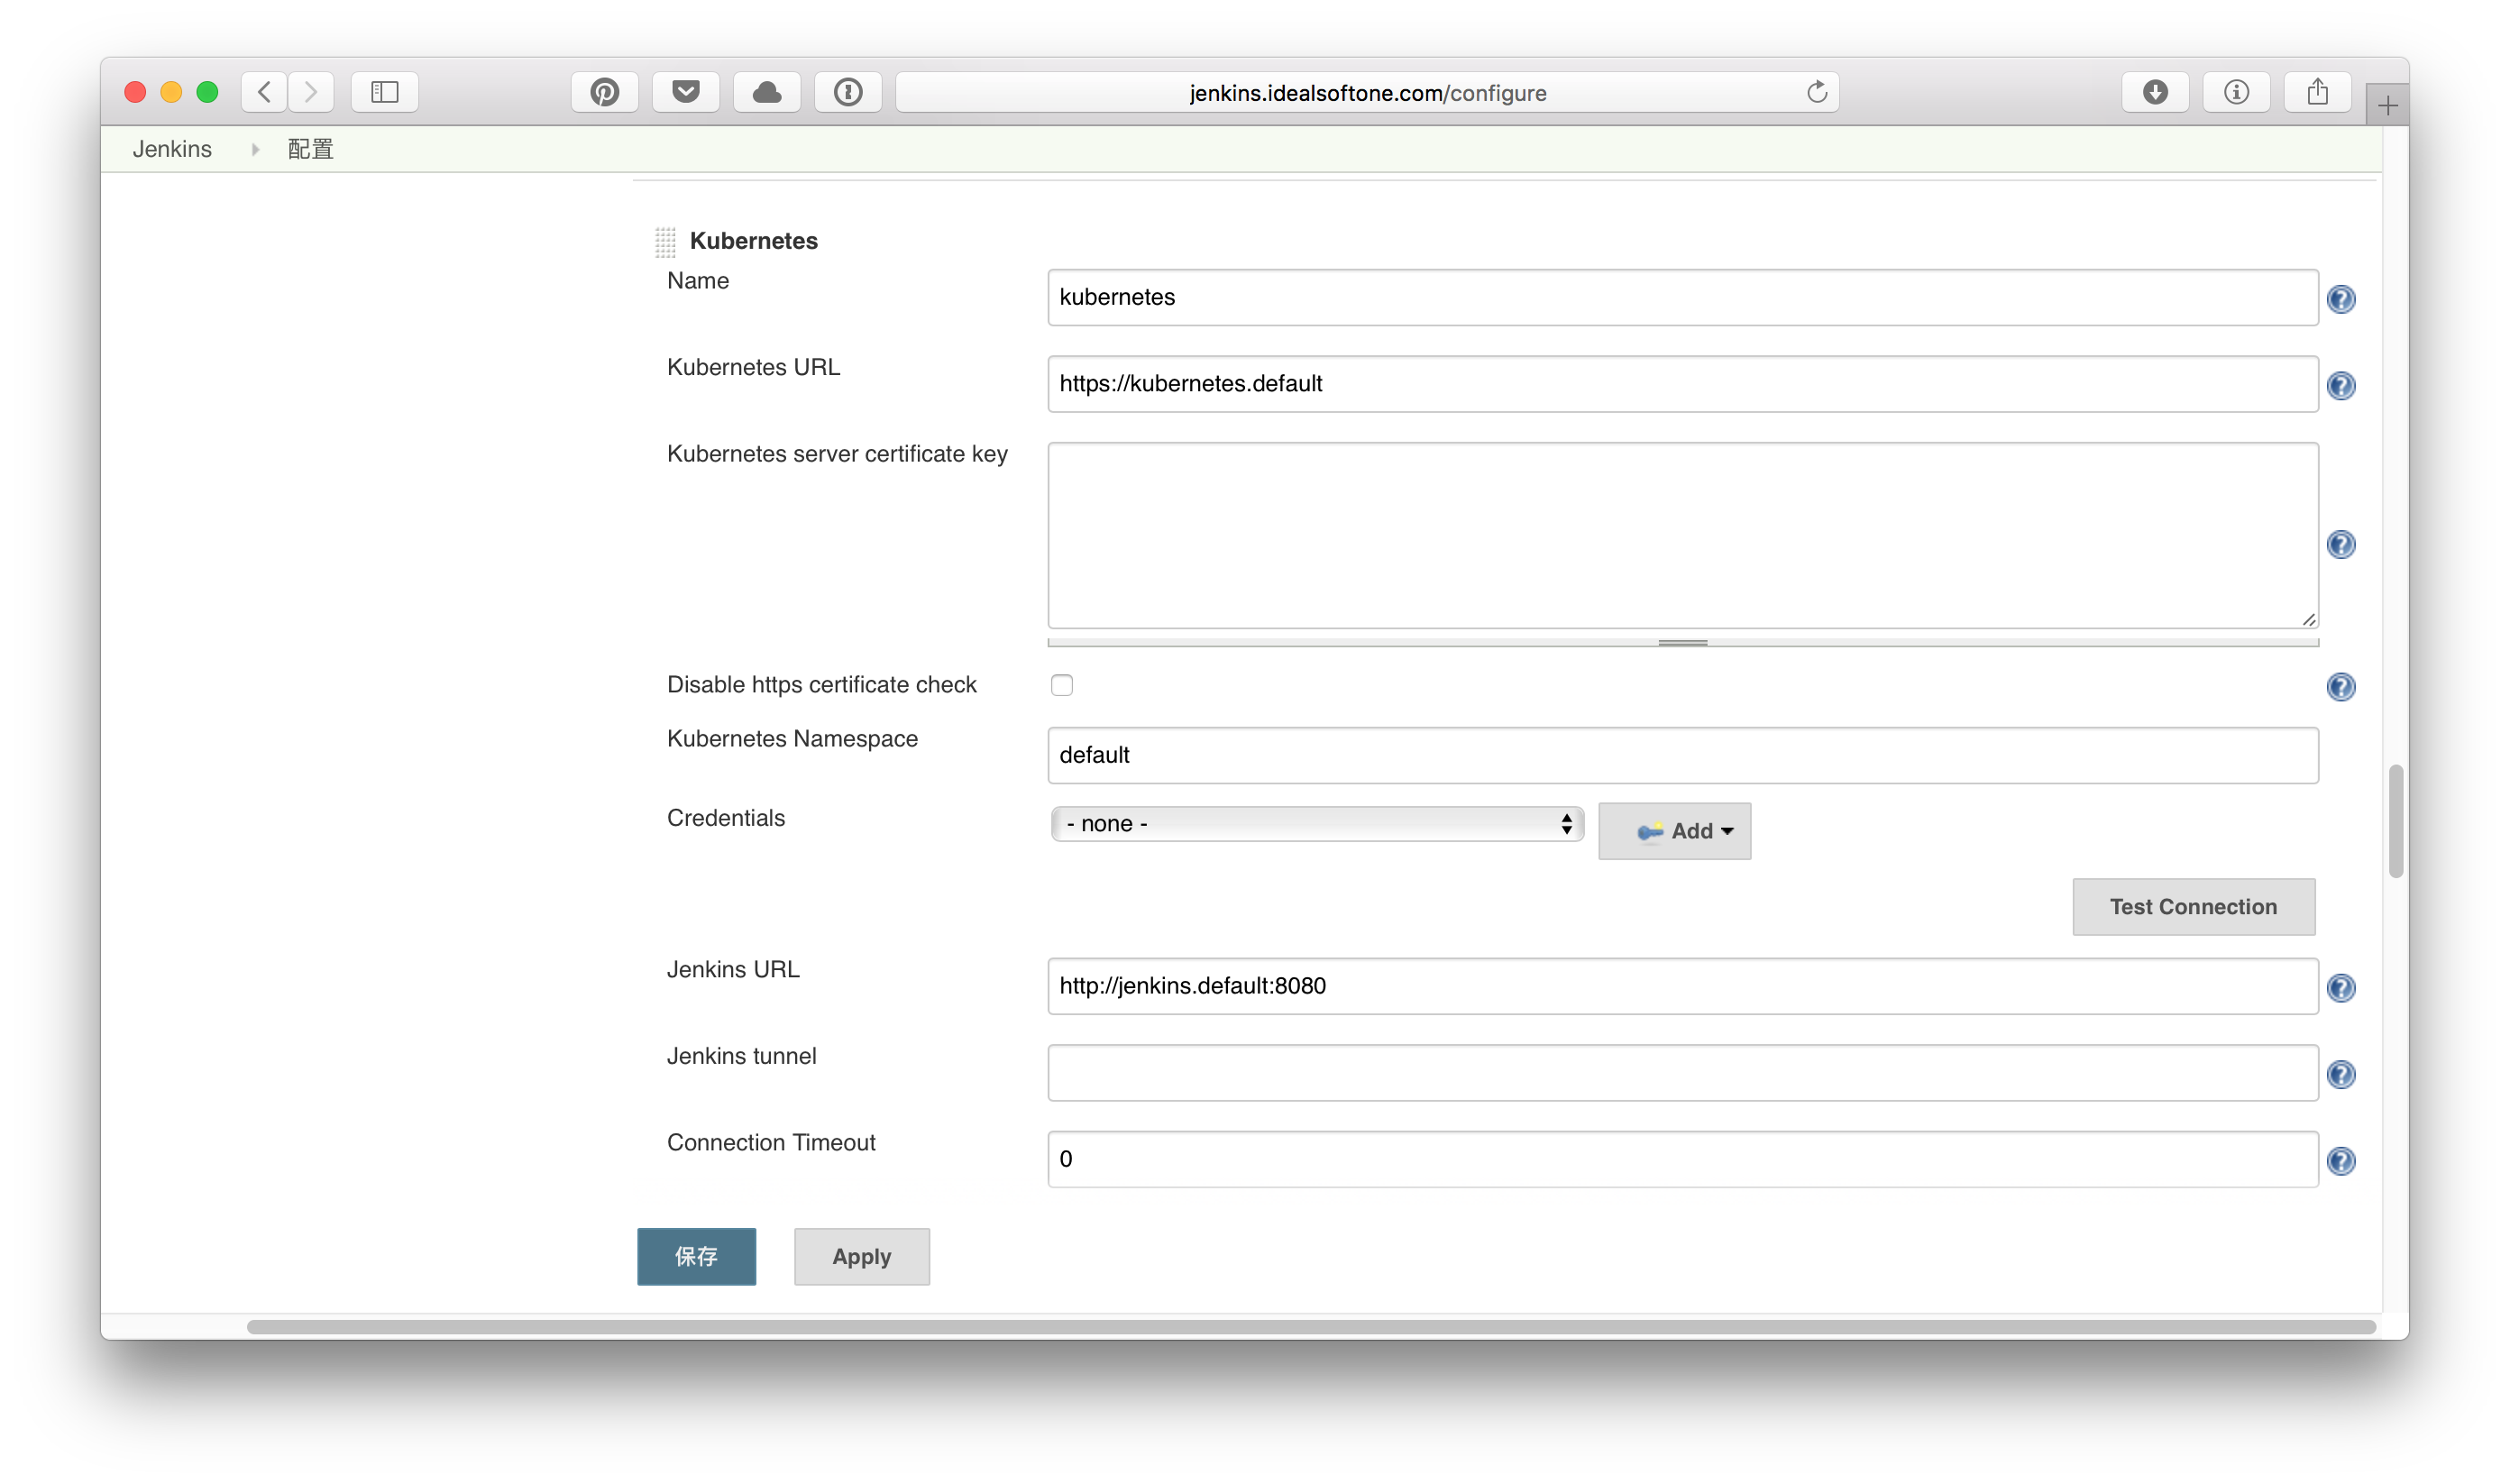 jenkins.idealsoftone.com/configure
Jenkins 配置
Kubernetes
Name
kubernetes
Kubernetes URL
https://kubernetes.default
Kubernetes server certificate key
Disable https certificate check
Kubernetes Namespace
default
Credentials
- none -
Add
Test Connection
Jenkins URL
http://jenkins.default:8080
Jenkins tunnel
Connection Timeout
0
保存 Apply